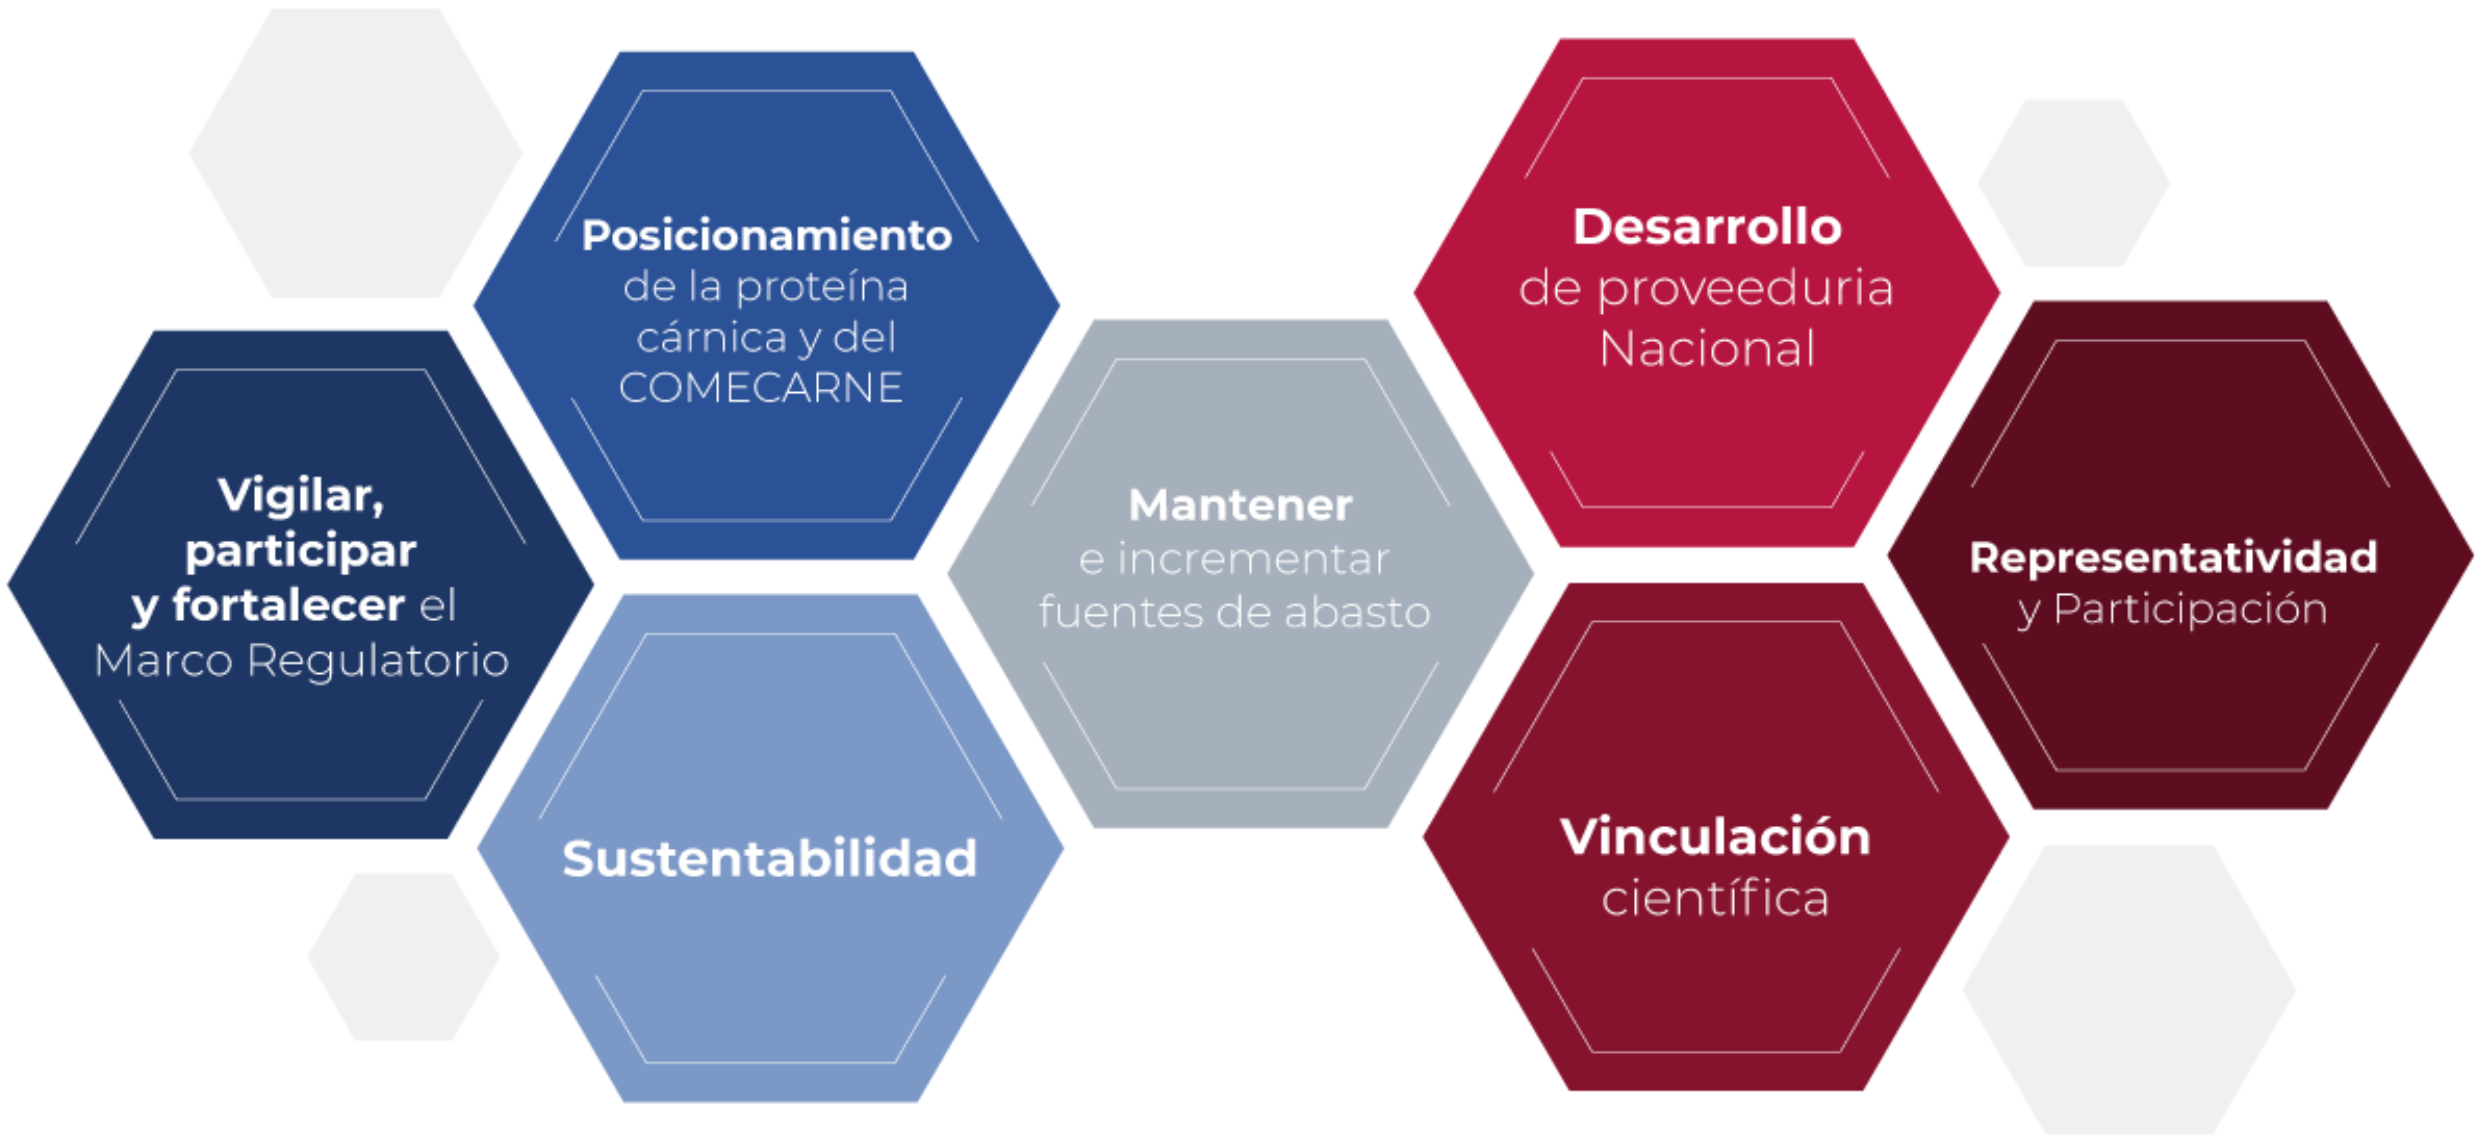 Posicionamiento
de la proteína
cárnica y del
COMECARNE
Vigilar,
participar
y fortalecer el
Marco Regulatorio
Sustentabilidad
Mantener
e incrementar
fuentes de abasto
Desarrollo
de proveeduria
Nacional
Representatividad
y Participación
Vinculación
científica